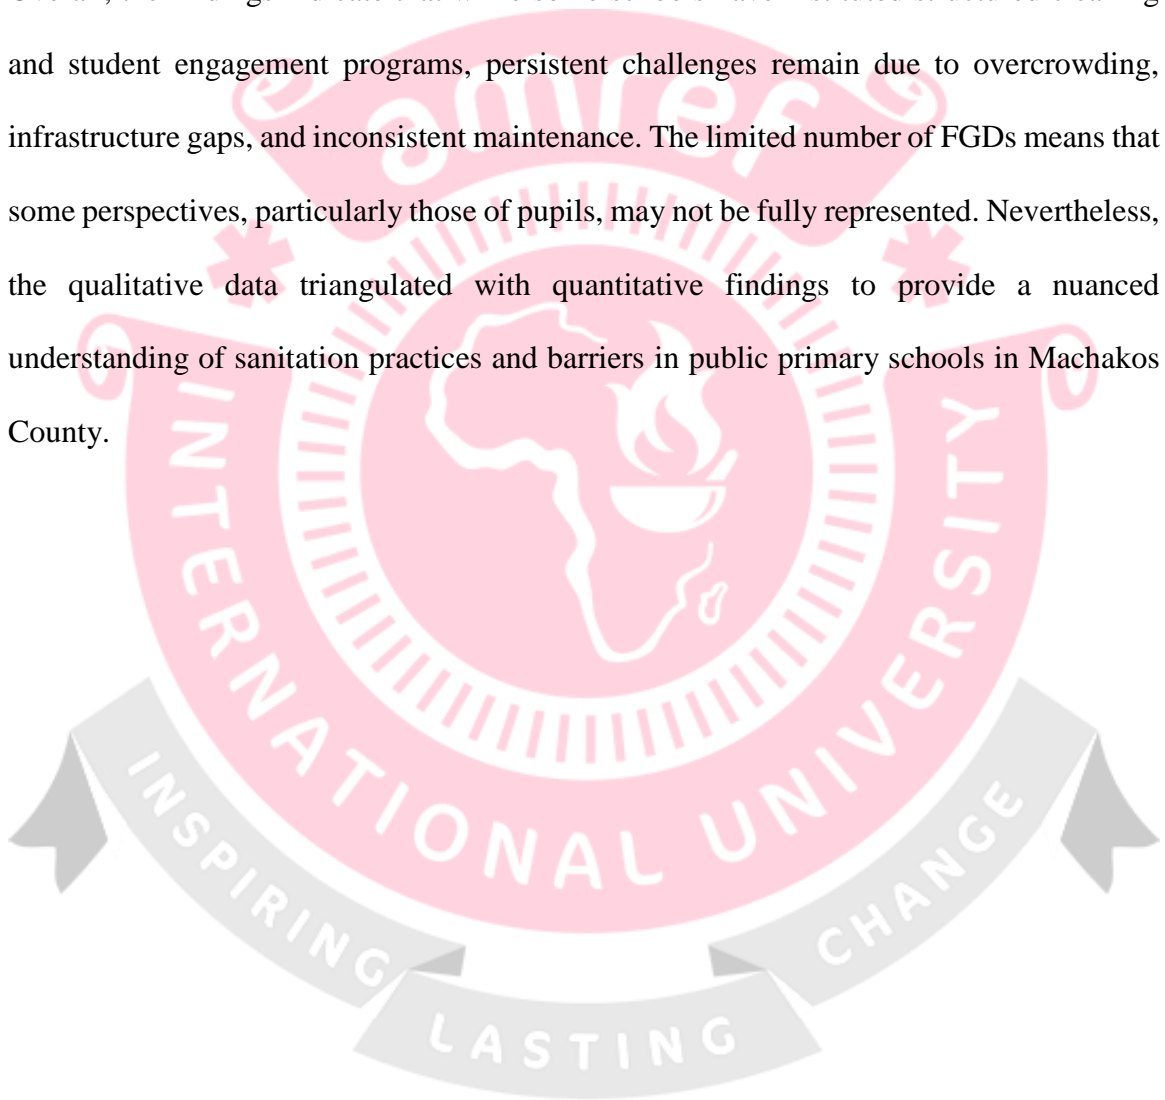 and student engagement programs, persistent challenges remain due to overcrowding,
infrastructure gaps, and inconsistent maintenance. The limited number of FGDs means that
some perspectives, particularly those of pupils, may not be fully represented. Nevertheless,
the qualitative data triangulated with quantitative findings to provide a nuanced
understanding of sanitation practices and barriers in public primary schools in Machakos
County.
amref
INTERNATIONAL UNIVERSITY
INSPIRING LASTING CHANGE